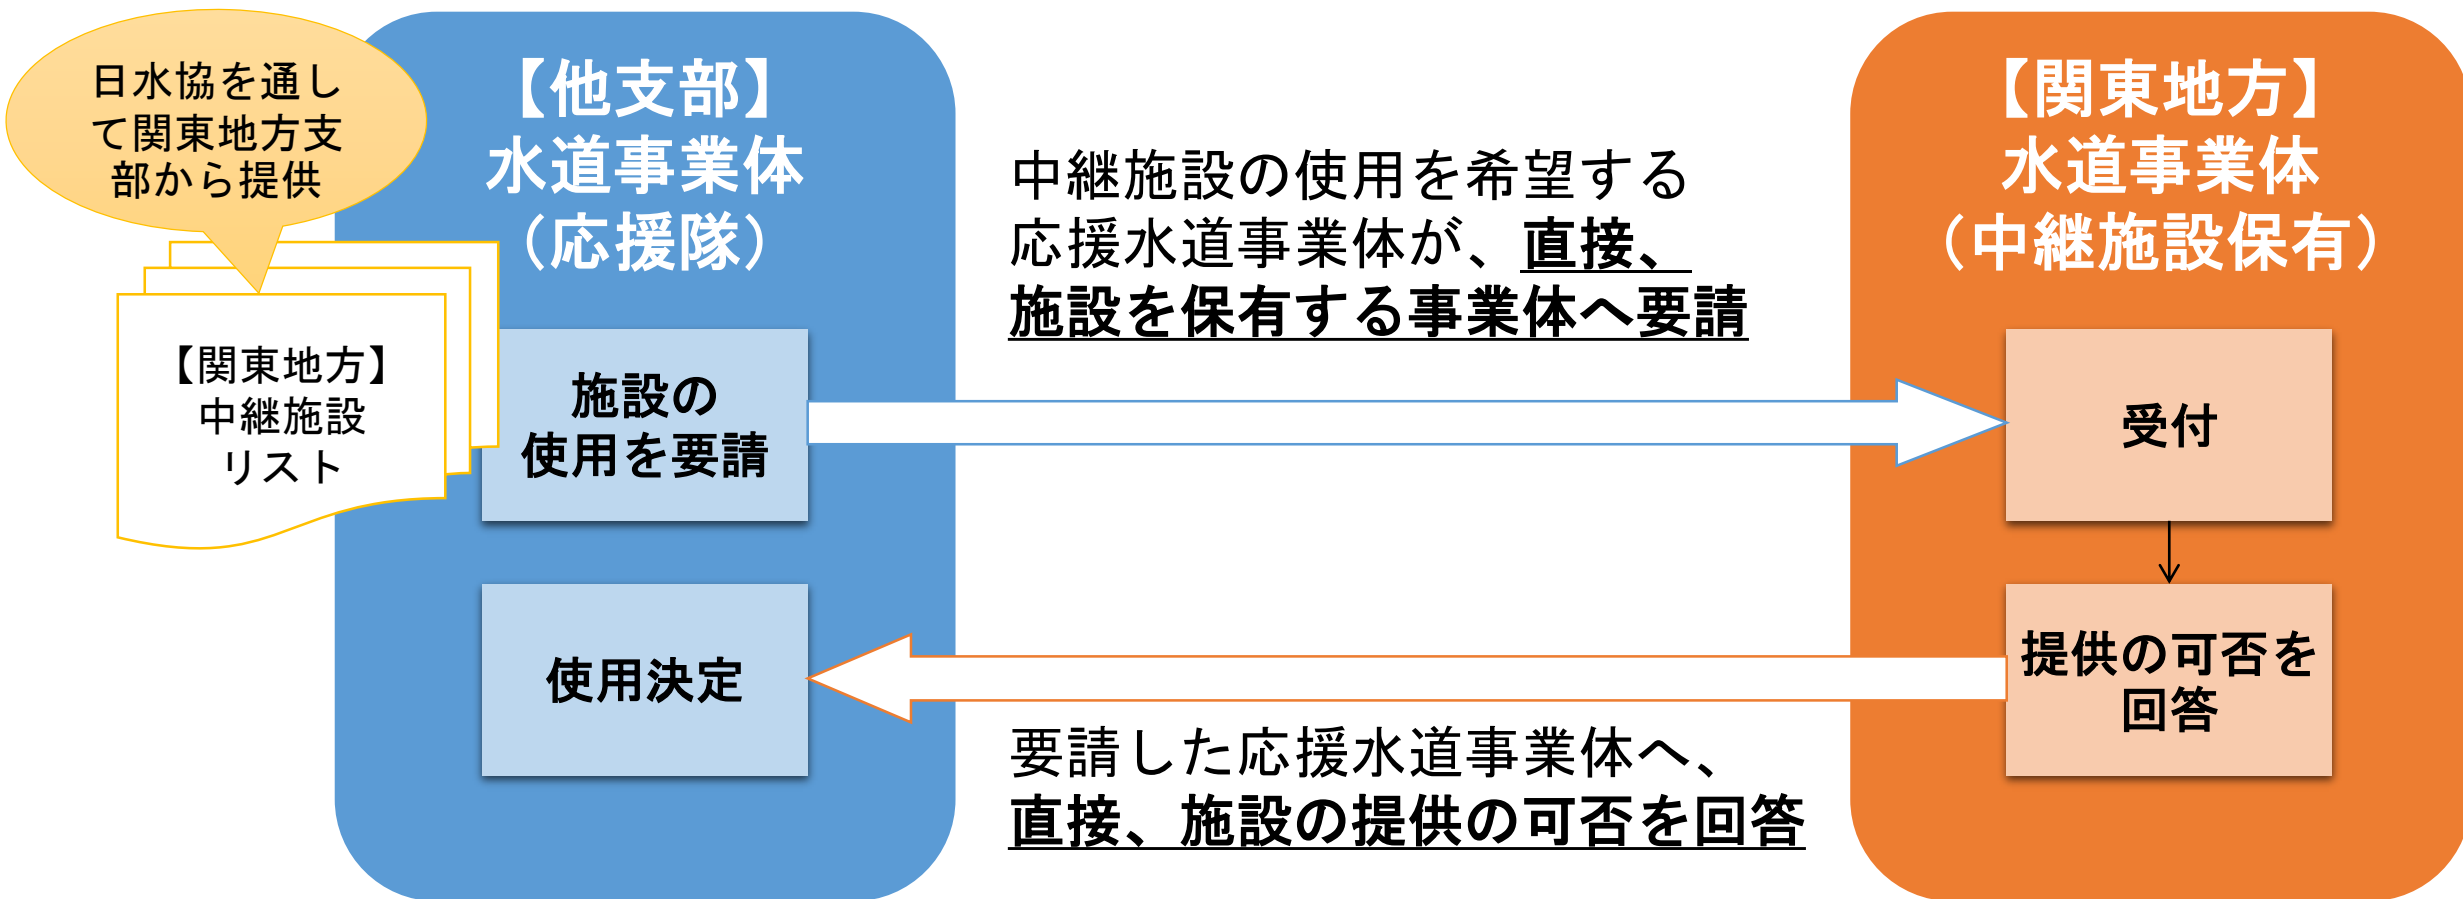 日水協を通し
て関東地方支
部から提供
【関東地方】
中継施設
リスト
【他支部】
水道事業体
（応援隊）
施設の
使用を要請
使用決定
中継施設の使用を希望する
応援水道事業体が、直接、
施設を保有する事業体へ要請
要請した応援水道事業体へ、
直接、施設の提供の可否を回答
【関東地方】
水道事業体
（中継施設保有）
受付
提供の可否を
回答